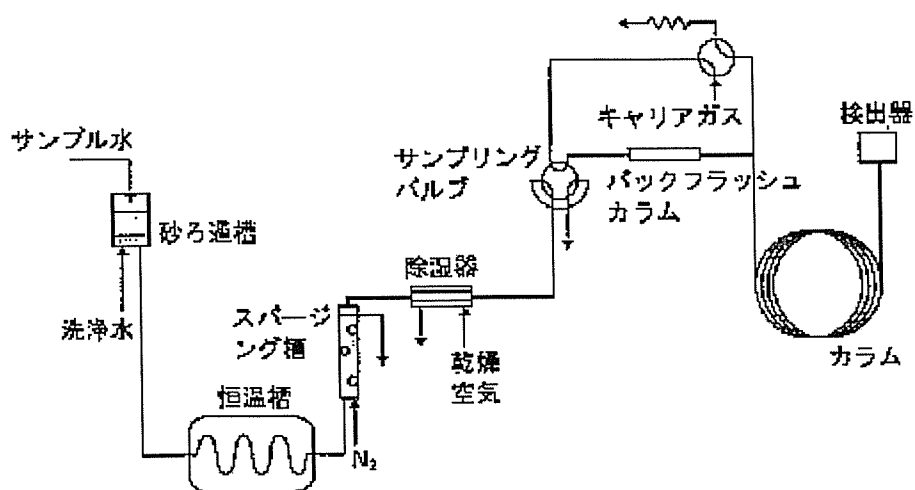 サンプル水
砂ろ過槽
洗浄水
恒温槽
スパージ
ング槽
N₂
除湿器
乾燥
空気
サンプリング
バルブ
キャリアガス
バックフラッシュ
カラム
検出器
カラム